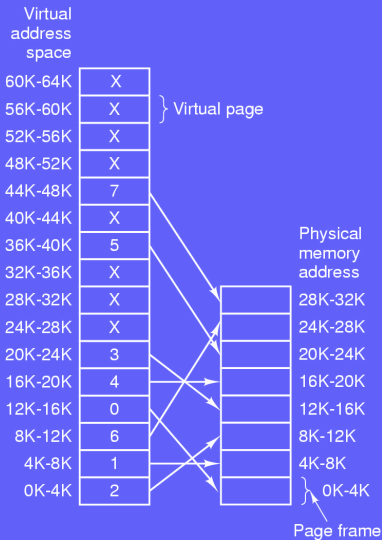 Virtual
address
space
60K-64K X
56K-60K X Virtual page
52K-56K X
48K-52K X
44K-48K 7
40K-44K X
36K-40K 5
32K-36K X
28K-32K X
24K-28K X
20K-24K 3
16K-20K 4
12K-16K 0
8K-12K 6
4K-8K 1
0K-4K 2
Physical
memory
address
28K-32K
24K-28K
20K-24K
16K-20K
12K-16K
8K-12K
4K-8K
0K-4K
Page frame